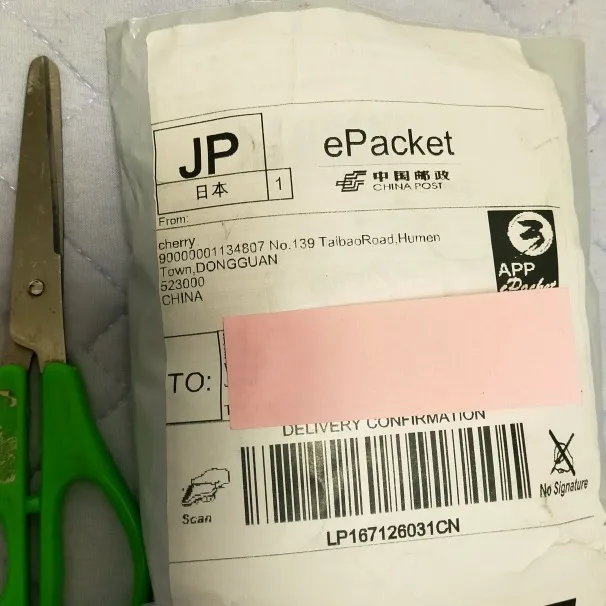 JP
日本
1
ePacket
中国邮政
CHINA POST
From:
cherry
90000001134807 No.139 TaibaoRoad,Humen
Town,DONGGUAN
523000
CHINA
APP
ePacket
TO:
DELIVERY CONFIRMATION
Scan
No Signature
LP167126031CN